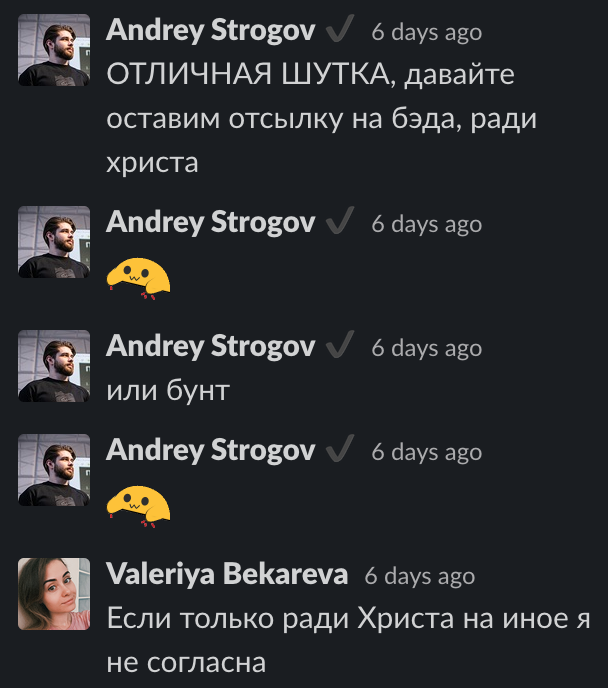 Andrey Strogov 6 days ago
ОТЛИЧНАЯ ШУТКА, давайте
оставим отсылку на бэда, ради
христа
Andrey Strogov 6 days ago
Andrey Strogov 6 days ago
или бунт
Andrey Strogov 6 days ago
Valeriya Bekareva 6 days ago
Если только ради Христа на иное я
не согласна